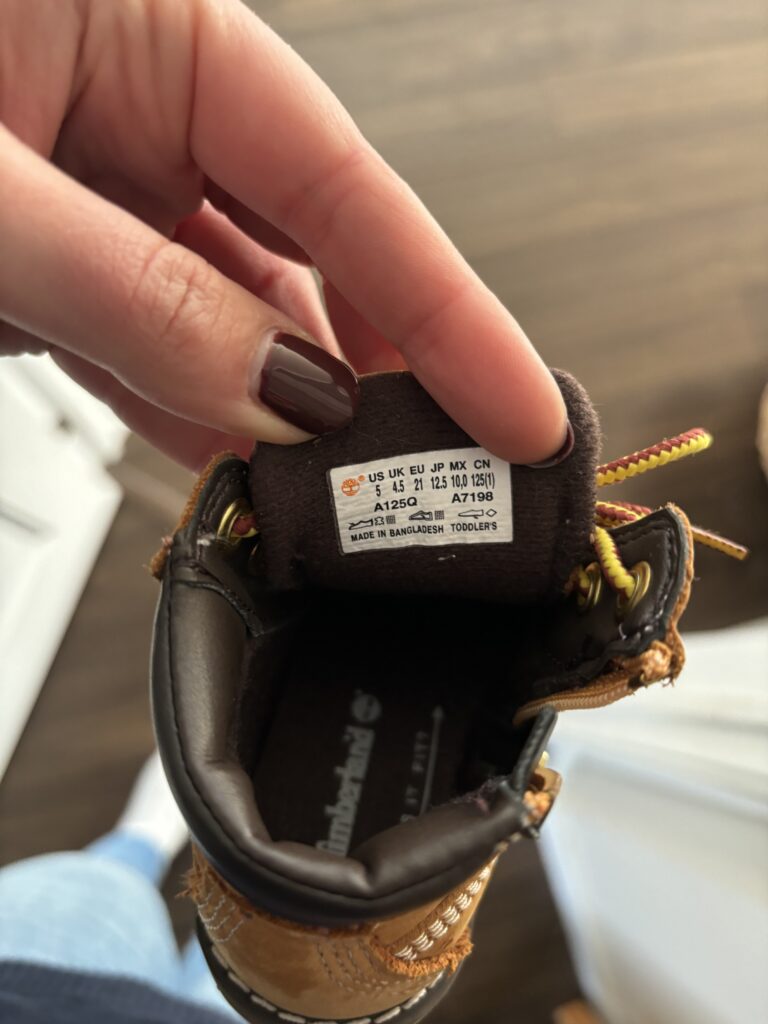 US UK EU JP MX CN
5 4.5 21 12.5 10,0 125(1)
A125Q A7198
MADE IN BANGLADESH TODDLER'S
Timberland
FIT?